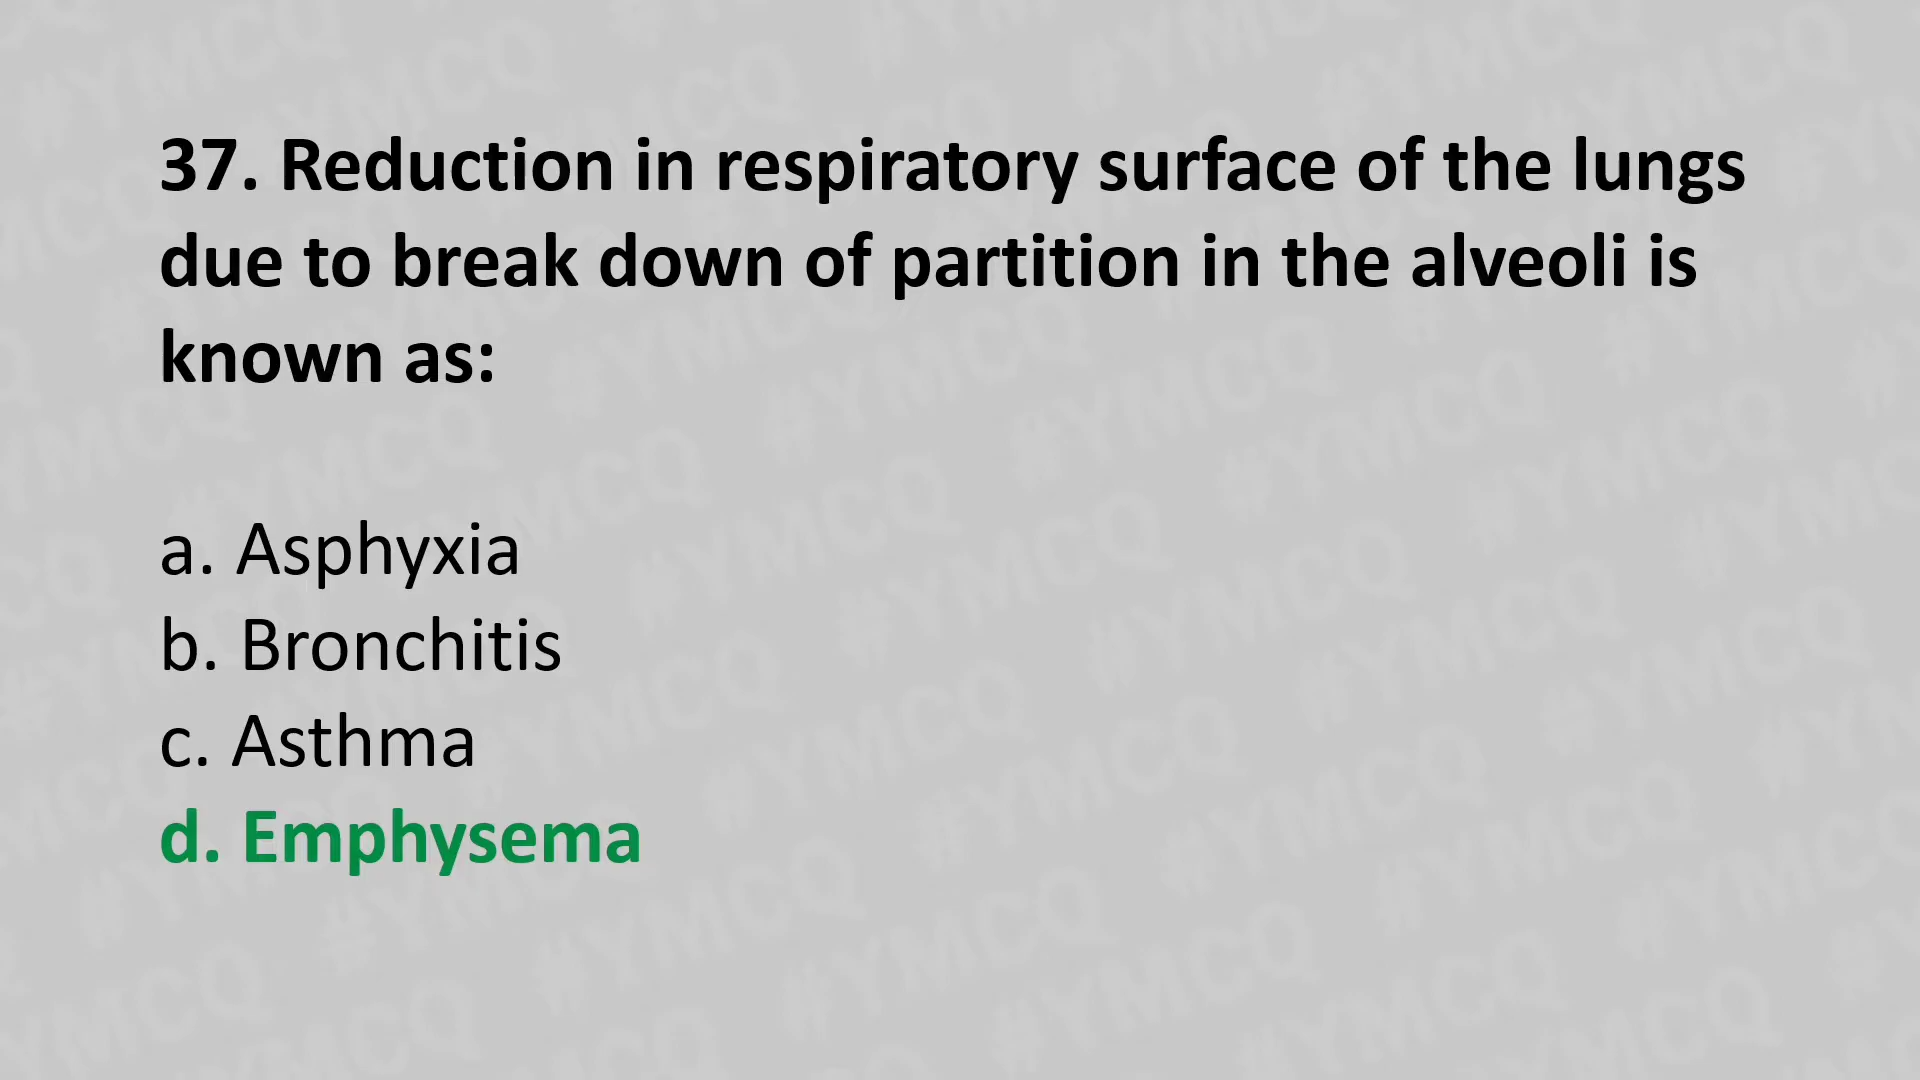 37. Reduction in respiratory surface of the lungs
due to break down of partition in the alveoli is
known as:
a. Asphyxia
b. Bronchitis
c. Asthma
d. Emphysema
#YMCQ